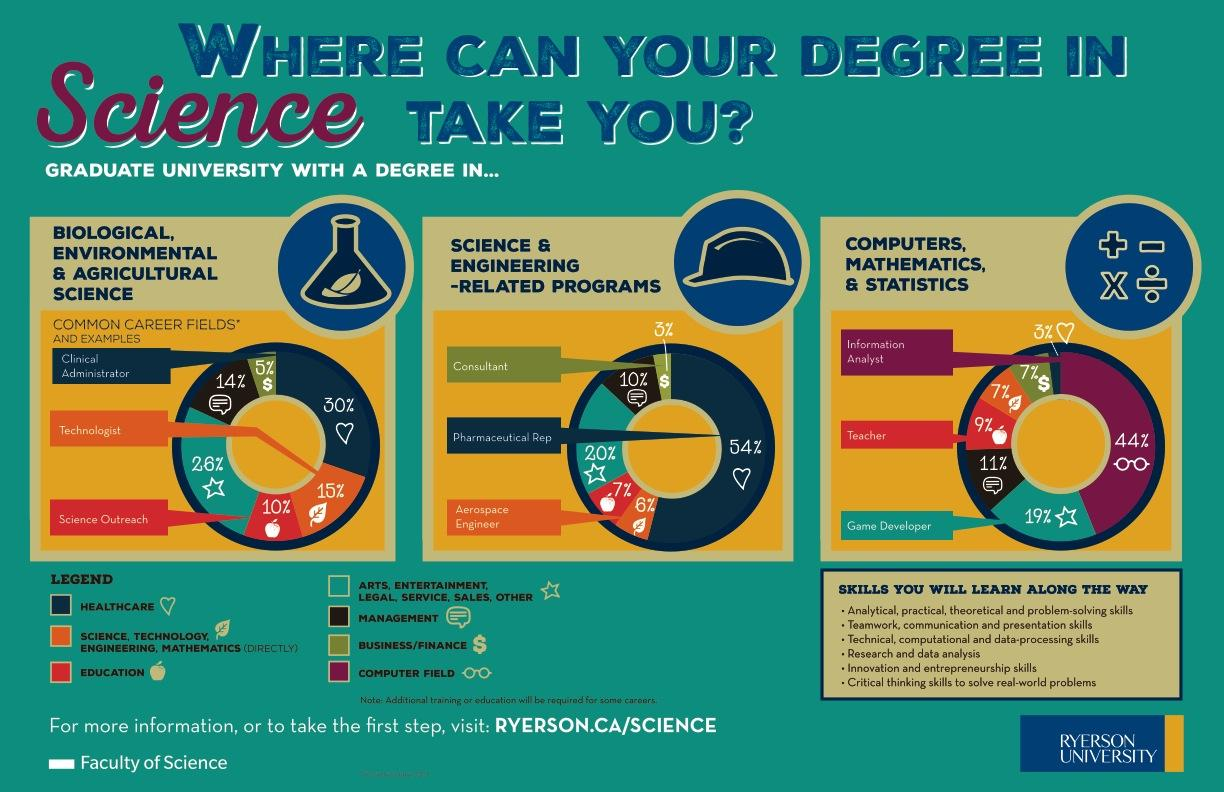 WHERE CAN YOUR DEGREE IN
Science TAKE YOU?
GRADUATE UNIVERSITY WITH A DEGREE IN...
BIOLOGICAL,
ENVIRONMENTAL
& AGRICULTURAL
SCIENCE
COMMON CAREER FIELDS*
AND EXAMPLES
Clinical
Administrator
Technologist
Science Outreach
5%
$
14%
30%
26%
15%
10%
SCIENCE &
ENGINEERING
-RELATED PROGRAMS
3%
Consultant
Pharmaceutical Rep
Aerospace
Engineer
$
10%
54%
20%
7%
6%
COMPUTERS,
MATHEMATICS,
& STATISTICS
+ -
X ÷
3%
Information
Analyst
Teacher
Game Developer
7%
$
7%
9%
44%
11%
19%
LEGEND
HEALTHCARE
SCIENCE, TECHNOLOGY,
ENGINEERING, MATHEMATICS (DIRECTLY)
EDUCATION
ARTS, ENTERTAINMENT,
LEGAL, SERVICE, SALES, OTHER
MANAGEMENT
BUSINESS/FINANCE $
COMPUTER FIELD
Note: Additional training or education will be required for some careers.
SKILLS YOU WILL LEARN ALONG THE WAY
• Analytical, practical, theoretical and problem-solving skills
• Teamwork, communication and presentation skills
• Technical, computational and data-processing skills
• Research and data analysis
• Innovation and entrepreneurship skills
• Critical thinking skills to solve real-world problems
For more information, or to take the first step, visit: RYERSON.CA/SCIENCE
Faculty of Science
RYERSON
UNIVERSITY